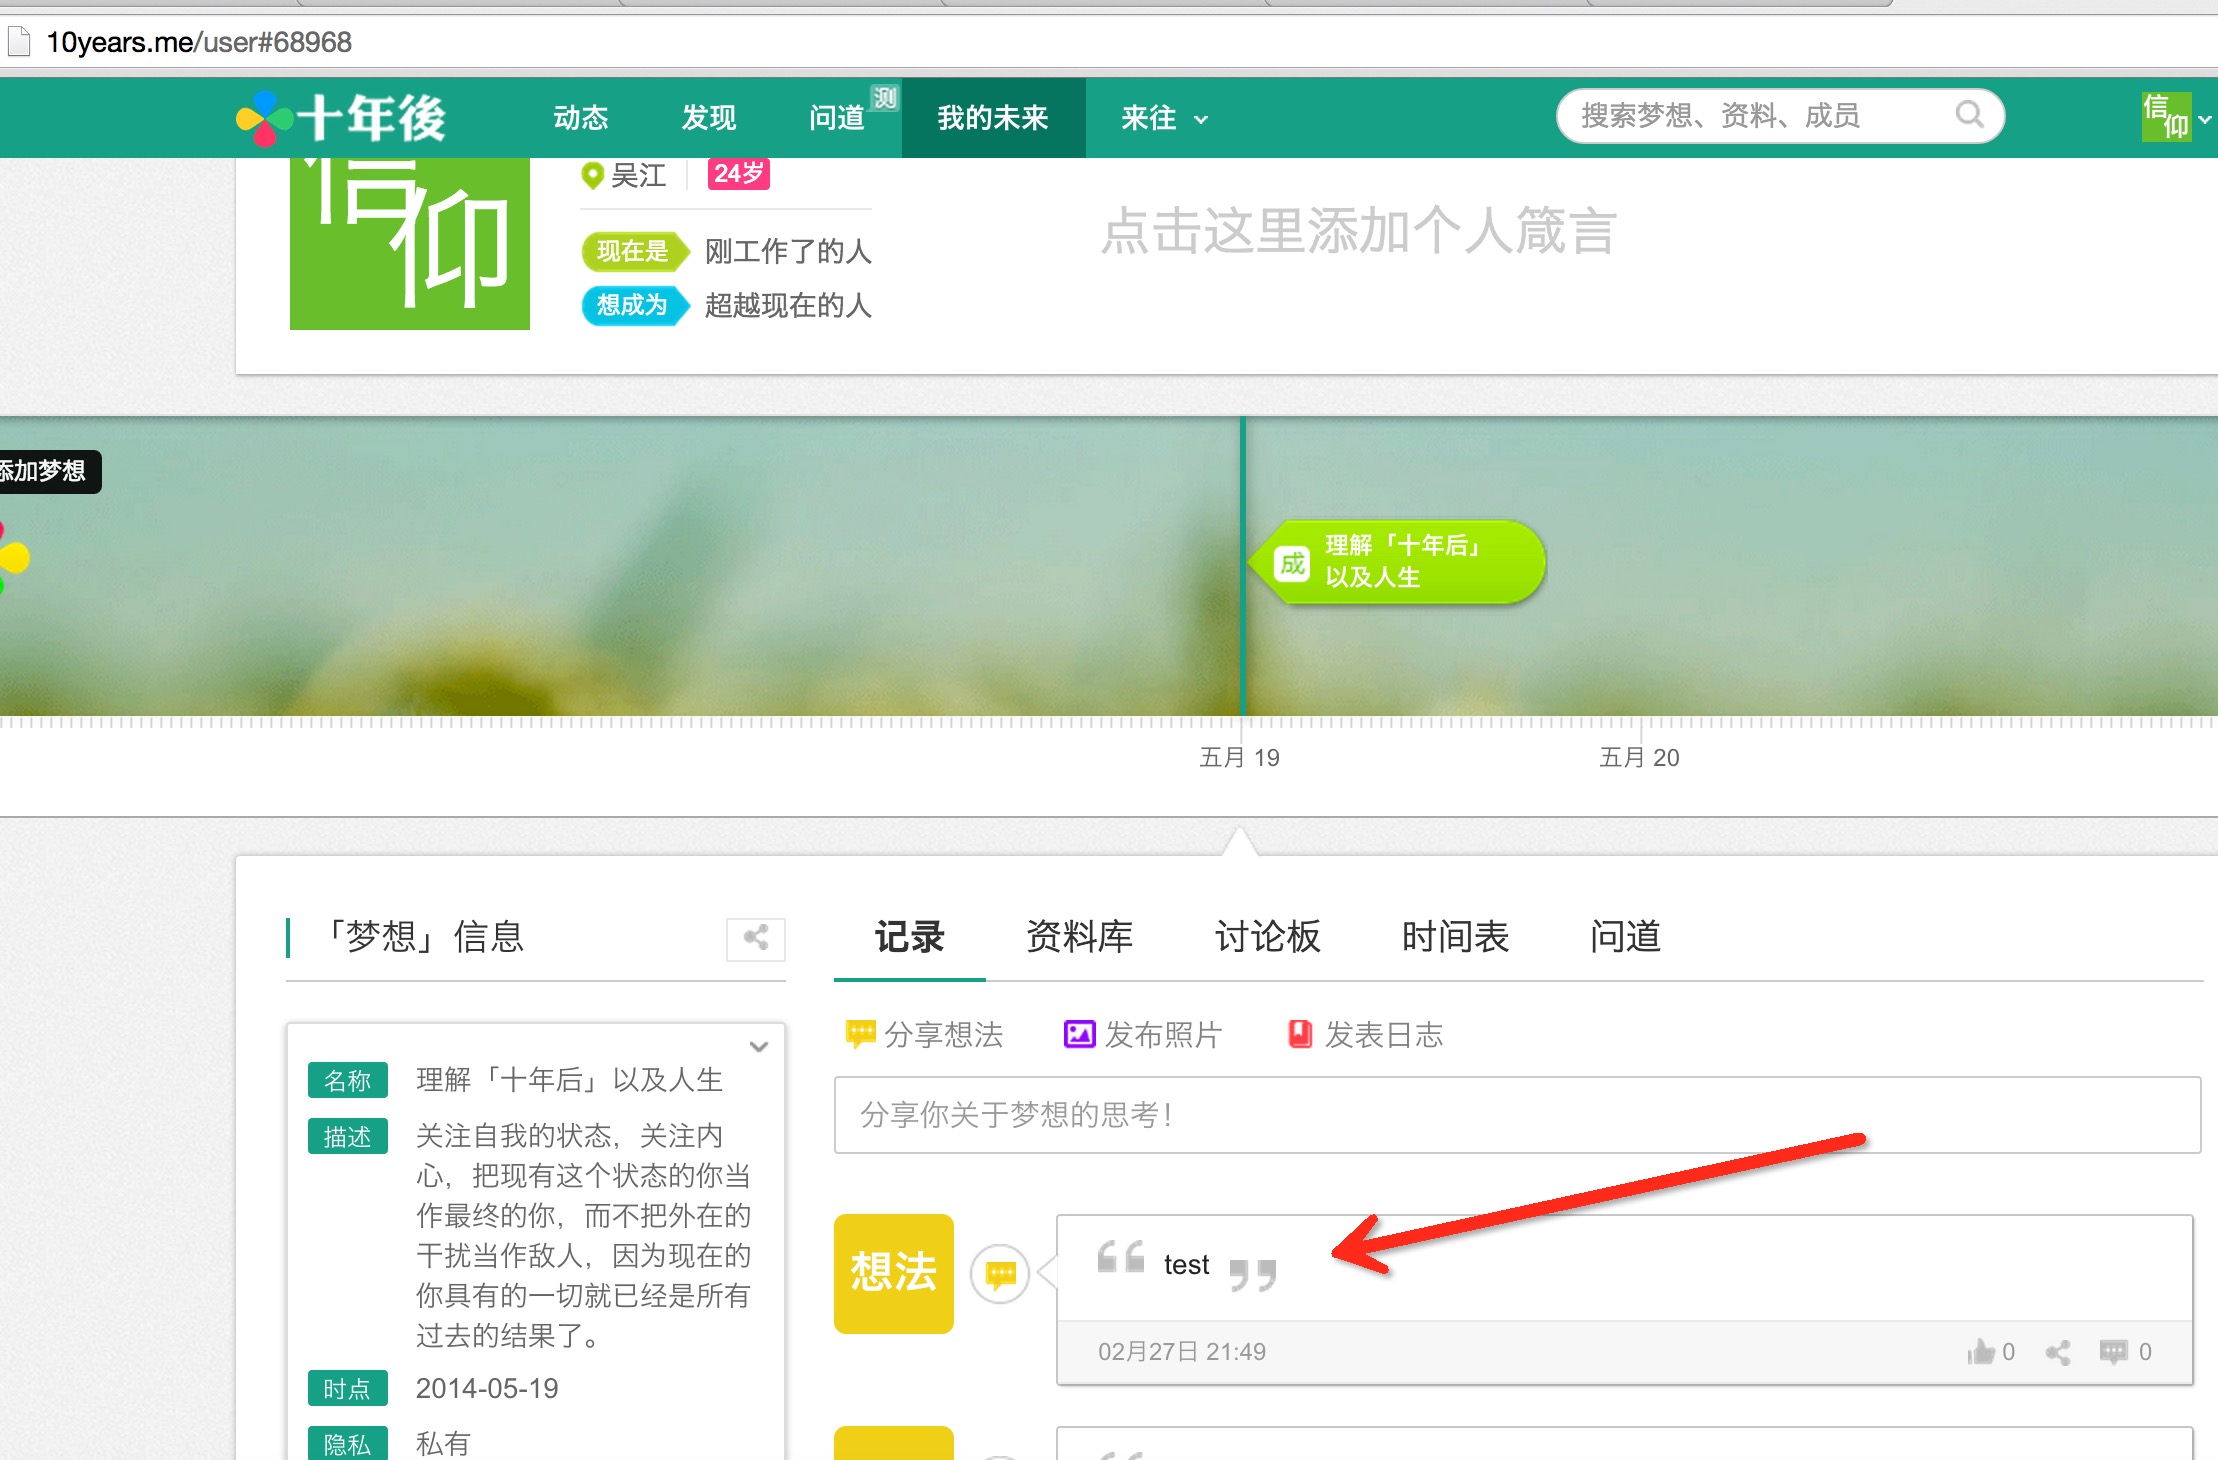 10years.me/user#68968
十年後
动态
发现
问道
测
我的未来
来往
搜索梦想、资料、成员
信仰
信仰
吴江
24岁
现在是 刚工作了的人
想成为 超越现在的人
点击这里添加个人箴言
添加梦想
成
理解「十年后」
以及人生
五月 19
五月 20
「梦想」信息
名称 理解「十年后」以及人生
描述 关注自我的状态，关注内
心，把现有这个状态的你当
作最终的你，而不把外在的
干扰当作敌人，因为现在的
你具有的一切就已经是所有
过去的结果了。
时点 2014-05-19
隐私 私有
记录
资料库
讨论板
时间表
问道
分享想法
发布照片
发表日志
分享你关于梦想的思考！
想法
“ test ”
02月27日 21:49
0
0
“